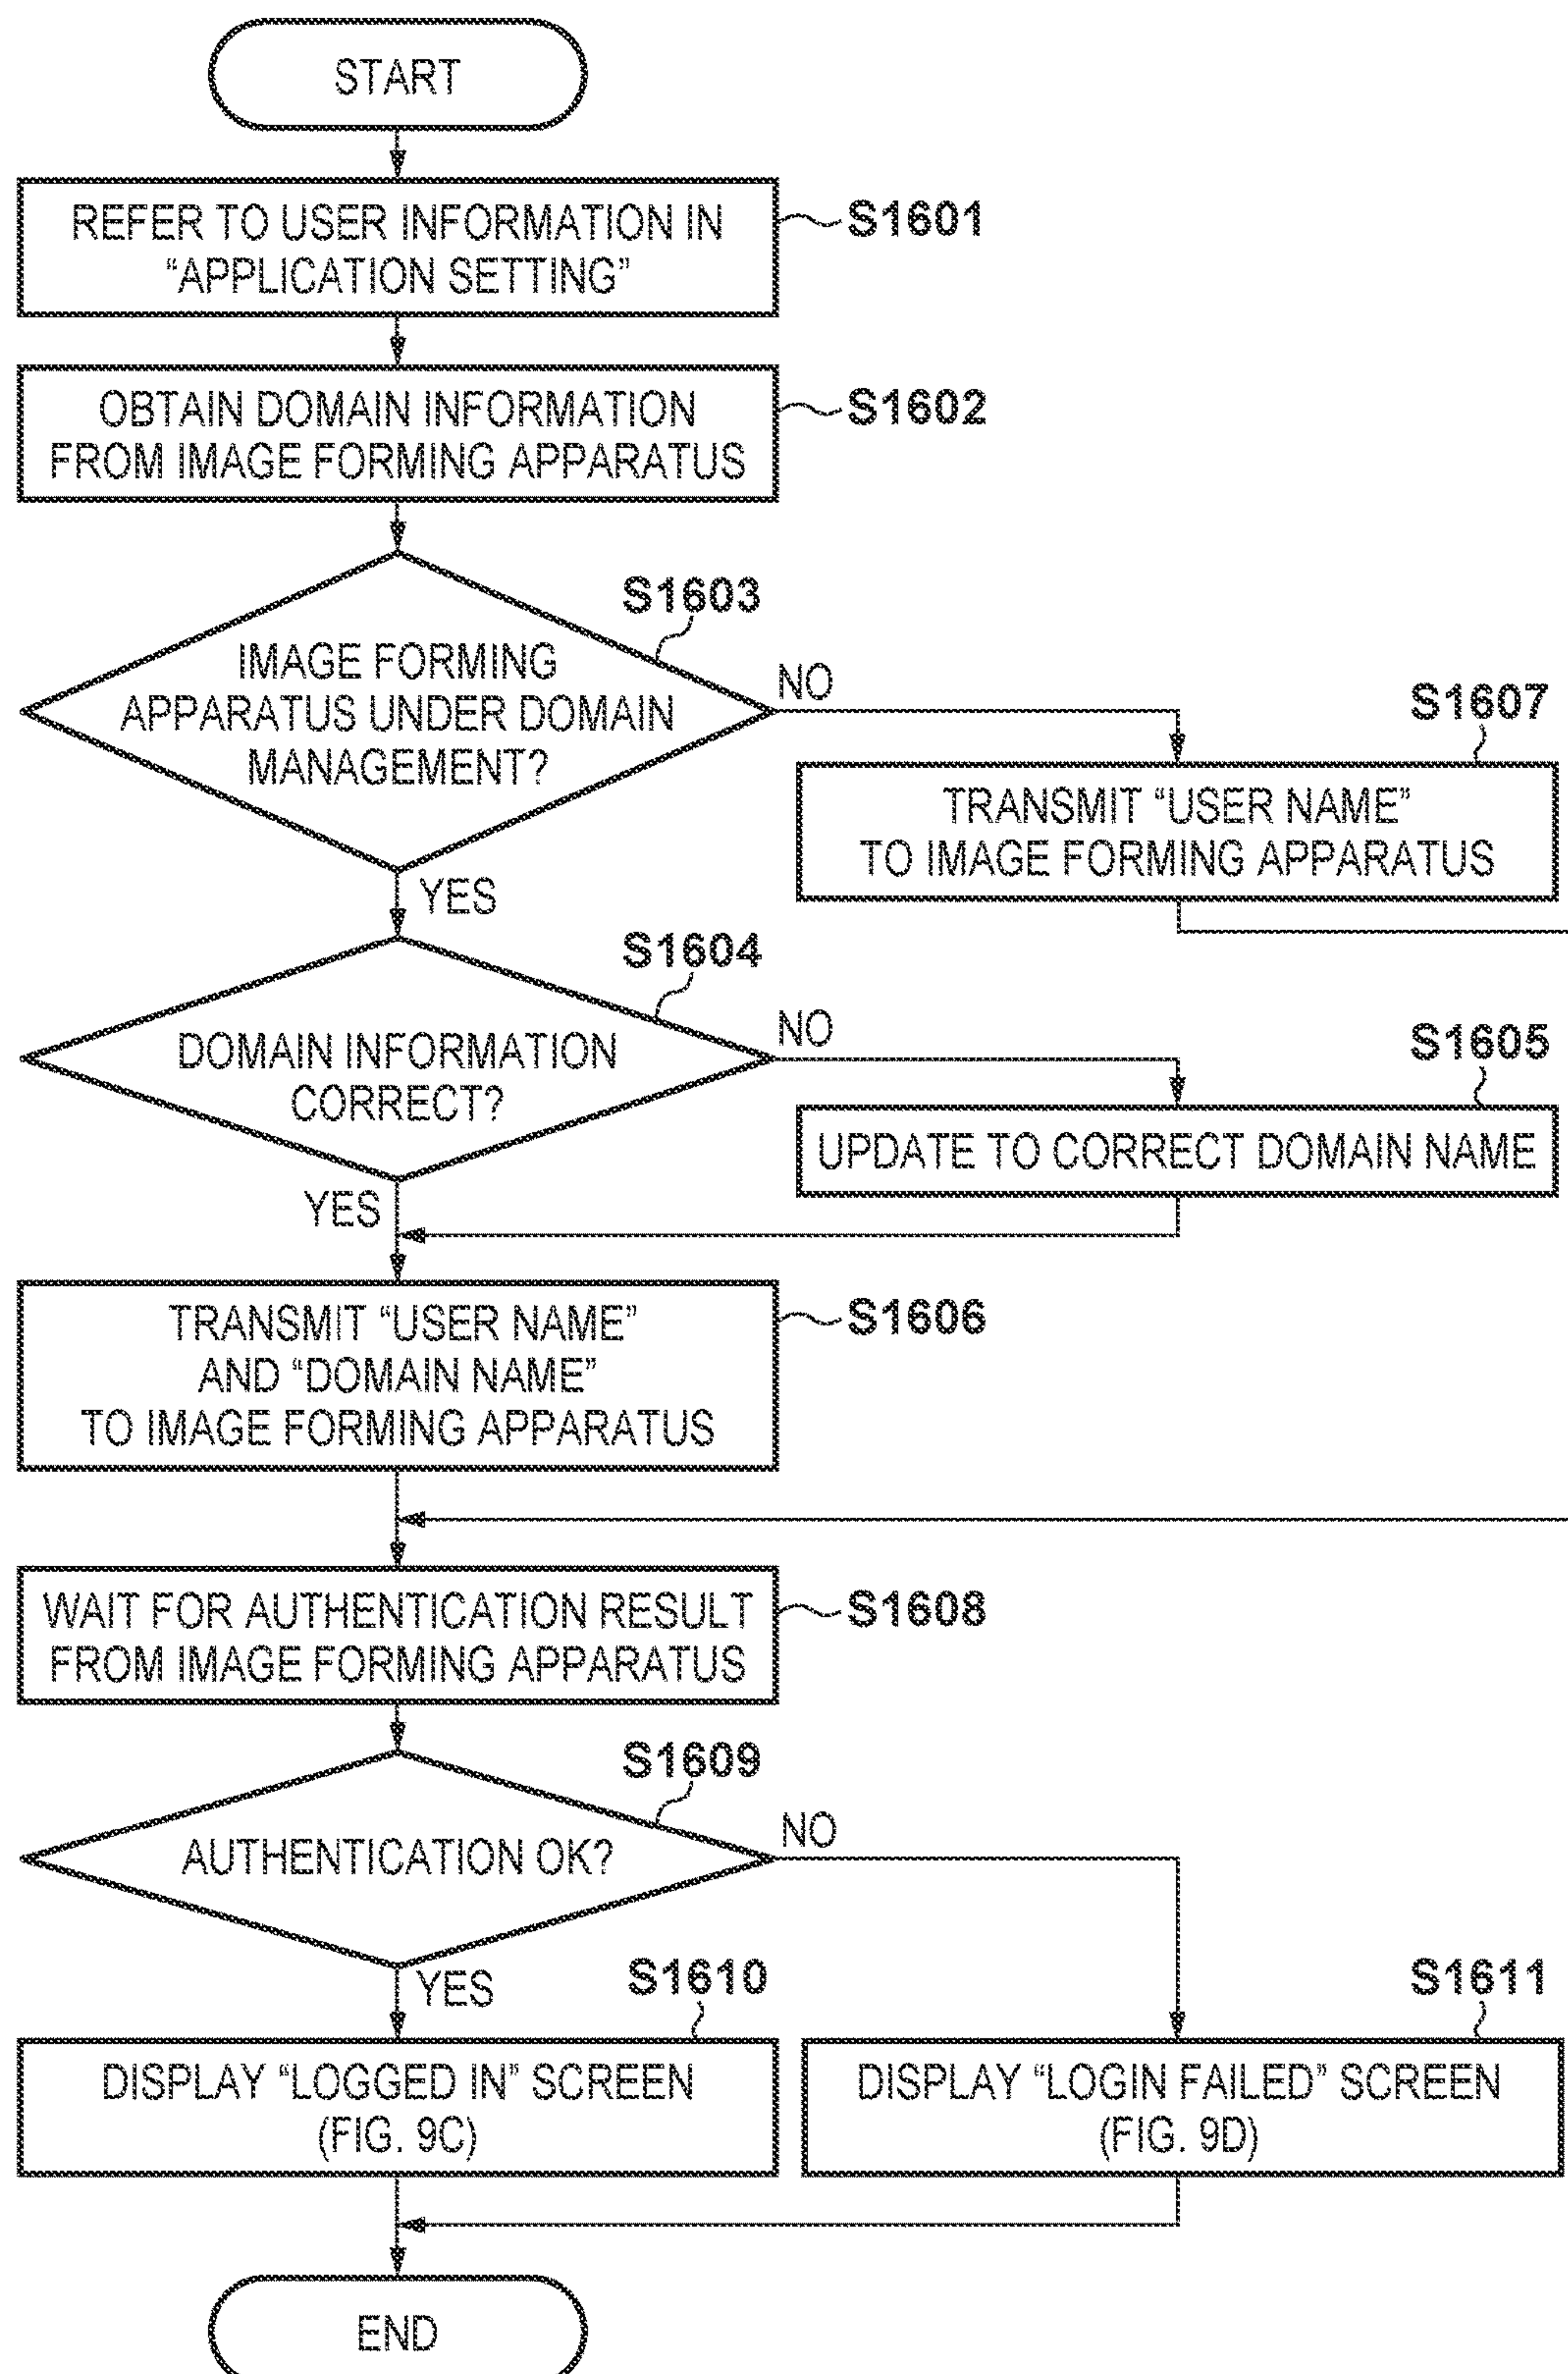 START
REFER TO USER INFORMATION IN
“APPLICATION SETTING”
S1601
OBTAIN DOMAIN INFORMATION
FROM IMAGE FORMING APPARATUS
S1602
S1603
IMAGE FORMING
APPARATUS UNDER DOMAIN
MANAGEMENT?
NO
YES
S1607
TRANSMIT “USER NAME”
TO IMAGE FORMING APPARATUS
S1604
DOMAIN INFORMATION
CORRECT?
NO
YES
S1605
UPDATE TO CORRECT DOMAIN NAME
TRANSMIT “USER NAME”
AND “DOMAIN NAME”
TO IMAGE FORMING APPARATUS
S1606
WAIT FOR AUTHENTICATION RESULT
FROM IMAGE FORMING APPARATUS
S1608
S1609
AUTHENTICATION OK?
NO
YES
S1610
DISPLAY “LOGGED IN” SCREEN
(FIG. 9C)
S1611
DISPLAY “LOGIN FAILED” SCREEN
(FIG. 9D)
END